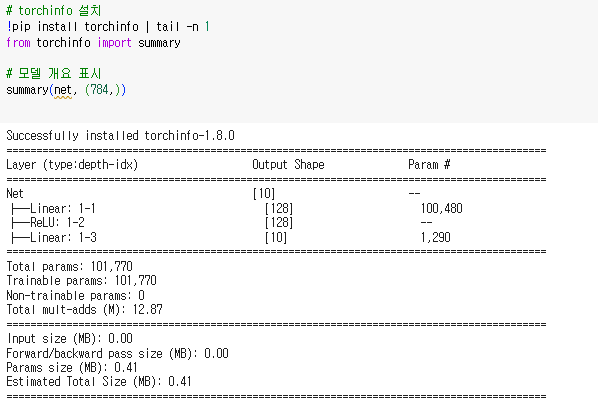 # torchinfo 설치
!pip install torchinfo | tail -n 1
from torchinfo import summary
# 모델 개요 표시
summary(net, (784,))
Successfully installed torchinfo-1.8.0
==========================================================================================
Layer (type:depth-idx) Output Shape Param #
==========================================================================================
Net [10] --
├─Linear: 1-1 [128] 100,480
├─ReLU: 1-2 [128] --
├─Linear: 1-3 [10] 1,290
==========================================================================================
Total params: 101,770
Trainable params: 101,770
Non-trainable params: 0
Total mult-adds (M): 12.87
==========================================================================================
Input size (MB): 0.00
Forward/backward pass size (MB): 0.00
Params size (MB): 0.41
Estimated Total Size (MB): 0.41
==========================================================================================